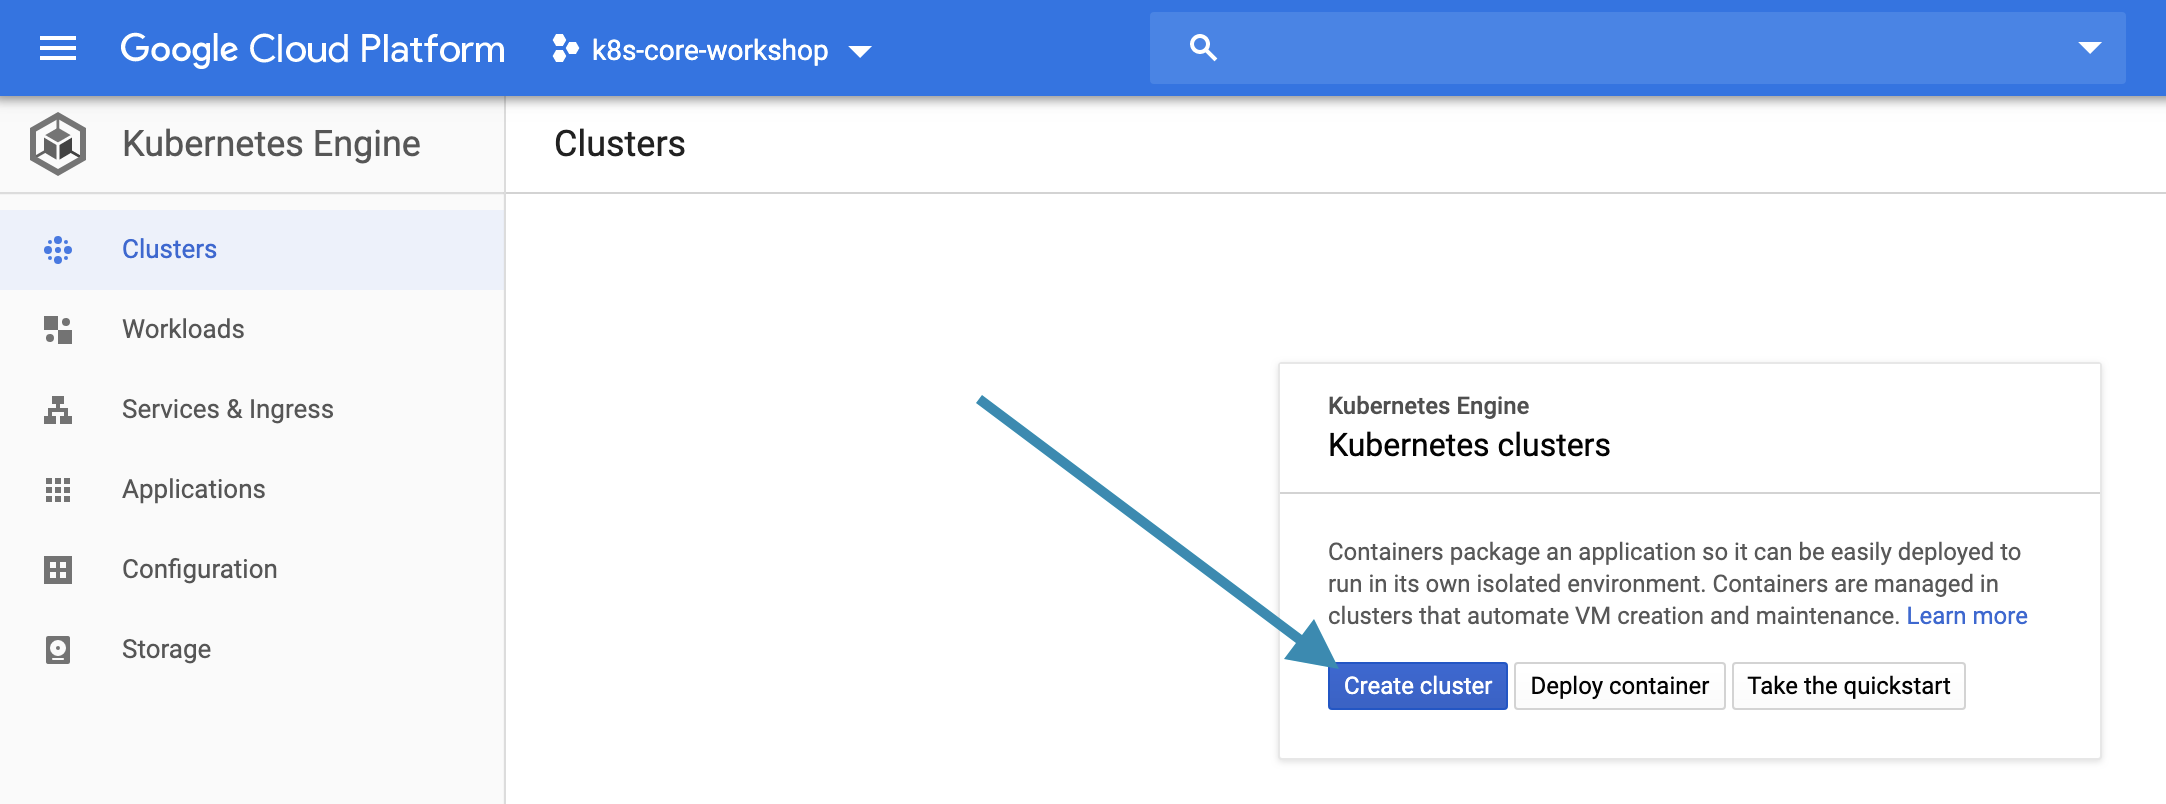 Google Cloud Platform
k8s-core-workshop
Kubernetes Engine
Clusters
Clusters
Workloads
Services & Ingress
Applications
Configuration
Storage
Kubernetes Engine
Kubernetes clusters
Containers package an application so it can be easily deployed to
run in its own isolated environment. Containers are managed in
clusters that automate VM creation and maintenance. Learn more
Create cluster
Deploy container
Take the quickstart